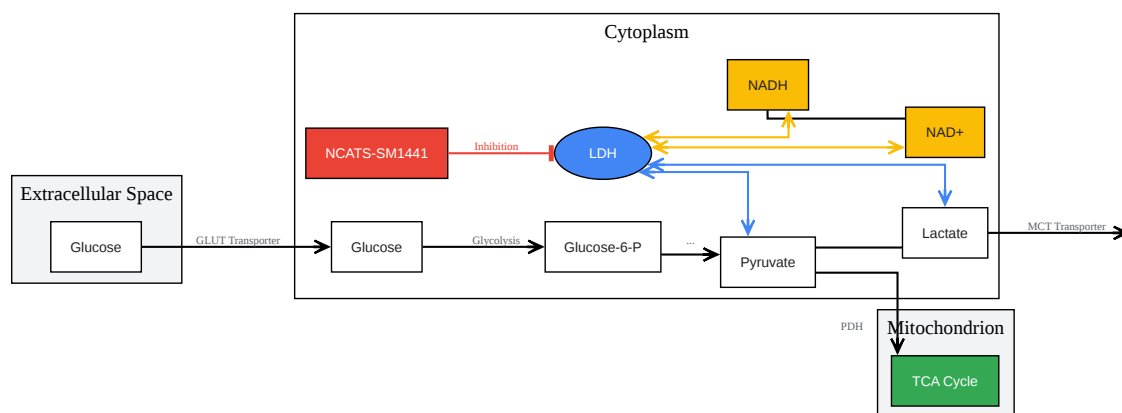 Cytoplasm
NADH
NAD+
NCATS-SM1441
Inhibition
LDH
Extracellular Space
Glucose
GLUT Transporter
Glucose
Glycolysis
Glucose-6-P
...
Pyruvate
Lactate
MCT Transporter
PDH
Mitochondrion
TCA Cycle